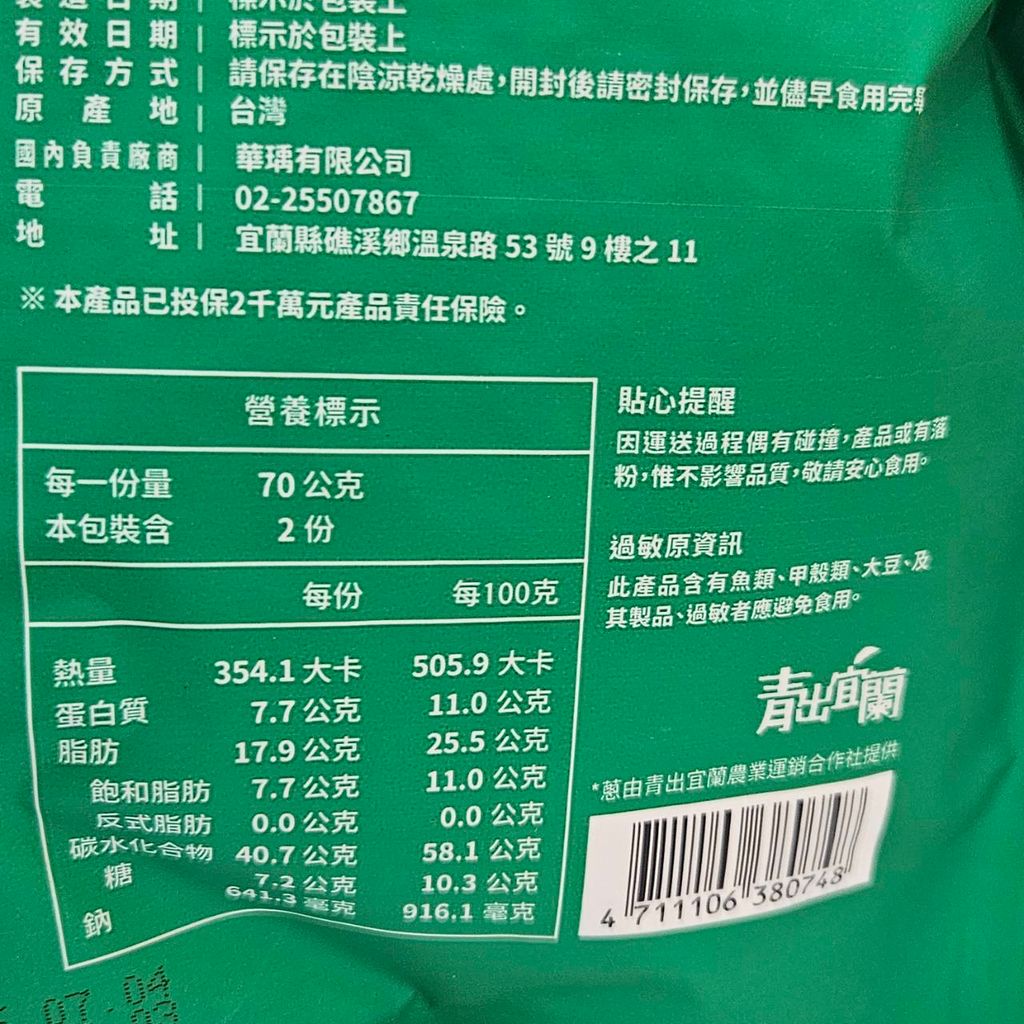 製造日期｜標示於包裝上
有效日期｜標示於包裝上
保存方式｜請保存在陰涼乾燥處，開封後請密封保存，並儘早食用完畢
原產地｜台灣
國內負責廠商｜華瑀有限公司
電話｜02-25507867
地址｜宜蘭縣礁溪鄉溫泉路 53 號 9 樓之 11
※ 本產品已投保2千萬元產品責任保險。
營養標示
每一份量 70 公克
本包裝含 2 份
每份 每100克
熱量 354.1 大卡 505.9 大卡
蛋白質 7.7 公克 11.0 公克
脂肪 17.9 公克 25.5 公克
飽和脂肪 7.7 公克 11.0 公克
反式脂肪 0.0 公克 0.0 公克
碳水化合物 40.7 公克 58.1 公克
糖 7.2 公克 10.3 公克
鈉 641.3 毫克 916.1 毫克
貼心提醒
因運送過程偶有碰撞，產品或有落
粉，惟不影響品質，敬請安心食用。
過敏原資訊
此產品含有魚類、甲殼類、大豆、及
其製品、過敏者應避免食用。
青出宜蘭
*蔥由青出宜蘭農業運銷合作社提供
4 711106 380748
07.04